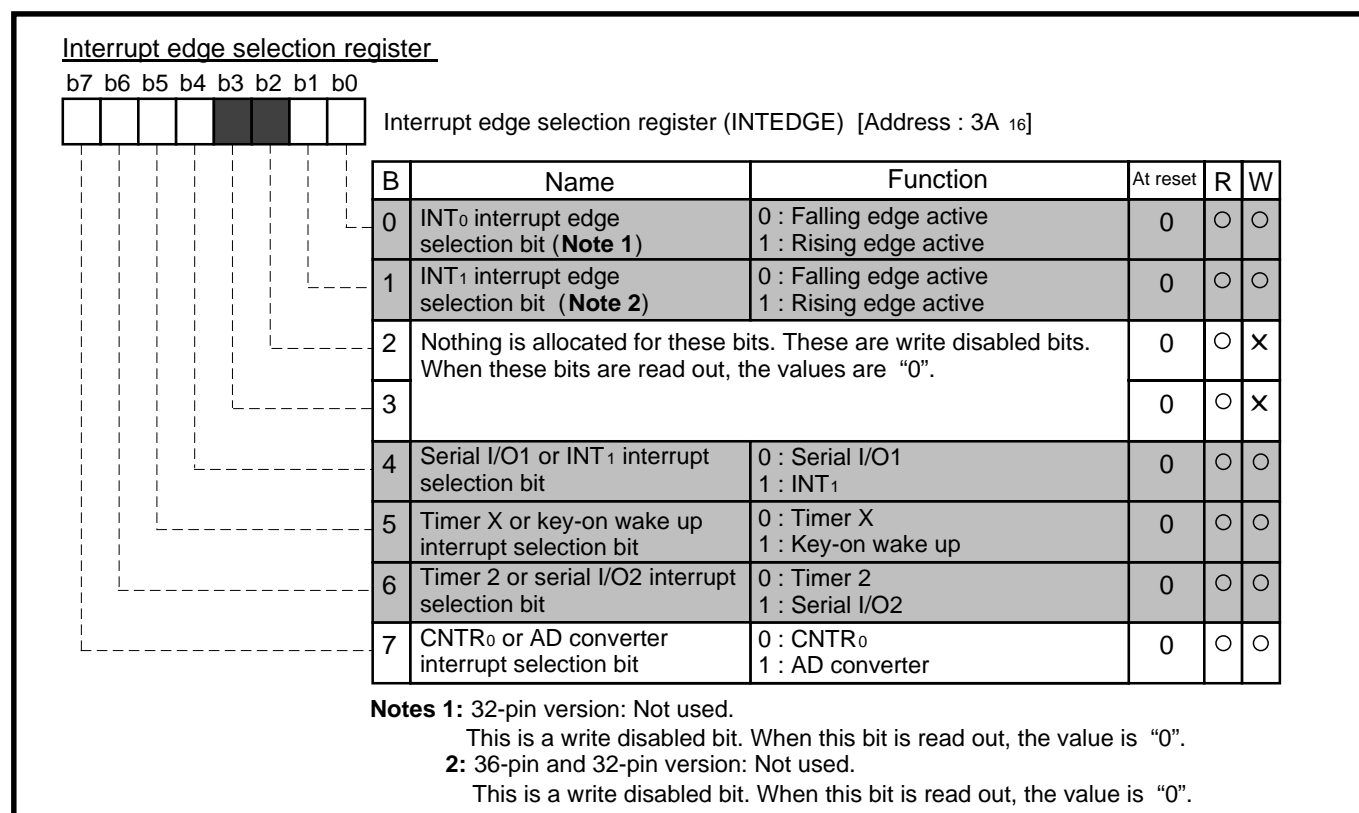 Interrupt edge selection register
b7 b6 b5 b4 b3 b2 b1 b0
Interrupt edge selection register (INTEDGE) [Address : 3A 16]
B Name Function At reset R W
0 INT0 interrupt edge selection bit (Note 1) 0 : Falling edge active 1 : Rising edge active 0 ○ ○
1 INT1 interrupt edge selection bit (Note 2) 0 : Falling edge active 1 : Rising edge active 0 ○ ○
2 Nothing is allocated for these bits. These are write disabled bits. When these bits are read out, the values are “0”. 0 ○ ×
3 0 ○ ×
4 Serial I/O1 or INT1 interrupt selection bit 0 : Serial I/O1 1 : INT1 0 ○ ○
5 Timer X or key-on wake up interrupt selection bit 0 : Timer X 1 : Key-on wake up 0 ○ ○
6 Timer 2 or serial I/O2 interrupt selection bit 0 : Timer 2 1 : Serial I/O2 0 ○ ○
7 CNTR0 or AD converter interrupt selection bit 0 : CNTR0 1 : AD converter 0 ○ ○
Notes 1: 32-pin version: Not used.
This is a write disabled bit. When this bit is read out, the value is “0”.
2: 36-pin and 32-pin version: Not used.
This is a write disabled bit. When this bit is read out, the value is “0”.